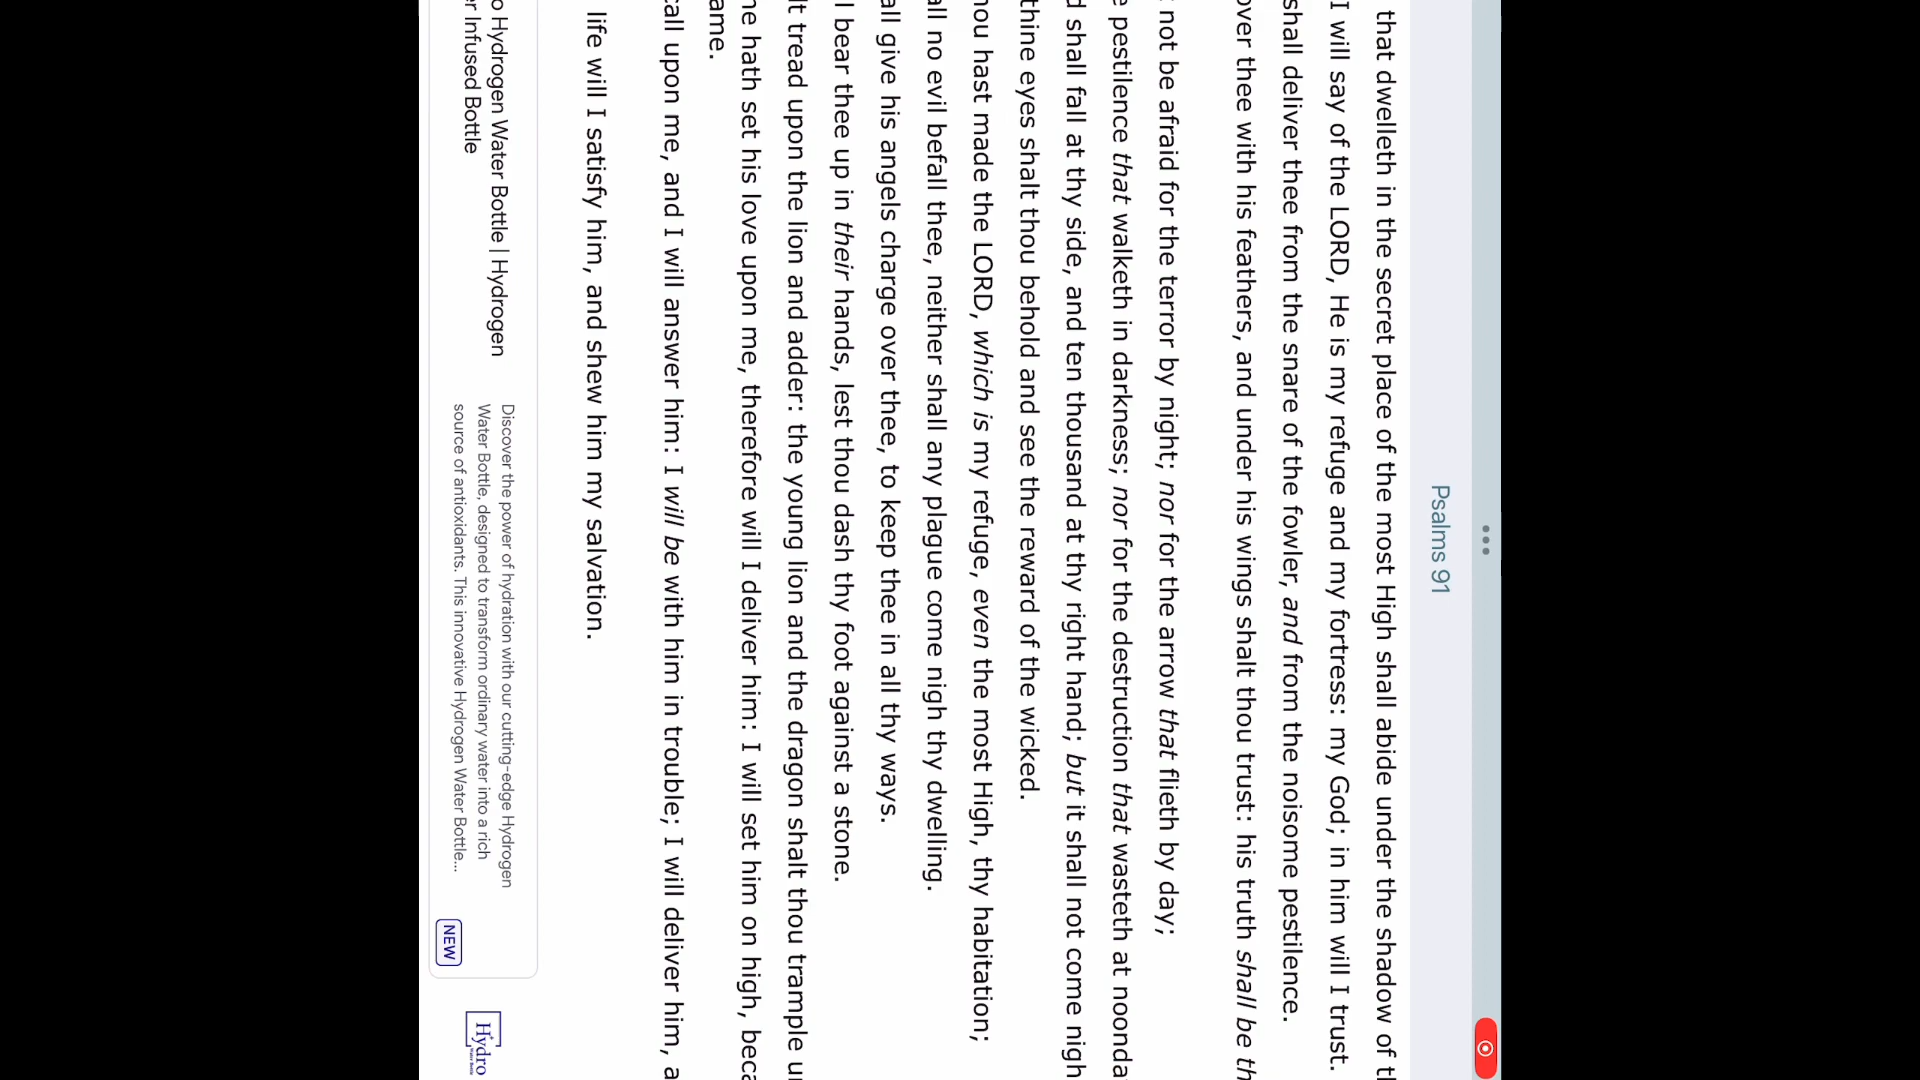 Psalms 91
that dwelleth in the secret place of the most High shall abide under the shadow of
I will say of the LORD, He is my refuge and my fortress: my God; in him will I trust.
shall deliver thee from the snare of the fowler, and from the noisome pestilence.
over thee with his feathers, and under his wings shalt thou trust: his truth shall be
not be afraid for the terror by night; nor for the arrow that flieth by day;
pestilence that walketh in darkness; nor for the destruction that wasteth at
shall fall at thy side, and ten thousand at thy right hand; but it shall not come nigh
thine eyes shalt thou behold and see the reward of the wicked.
hast made the LORD, which is my refuge, even the most High, thy habitation;
no evil befall thee, neither shall any plague come nigh thy dwelling.
give his angels charge over thee, to keep thee in all thy ways.
bear thee up in their hands, lest thou dash thy foot against a stone.
tread upon the lion and adder: the young lion and the dragon shalt thou trample
hath set his love upon me, therefore will I deliver him: I will set him on high,
call upon me, and I will answer him: I will be with him in trouble; I will deliver him,
life will I satisfy him, and shew him my salvation.
Hydrogen Water Bottle | Hydrogen
Infused Bottle
Discover the power of hydration with our cutting-edge Hydrogen
Water Bottle, designed to transform ordinary water into a rich
source of antioxidants. This innovative Hydrogen Water Bottle...
NEW
Hydro